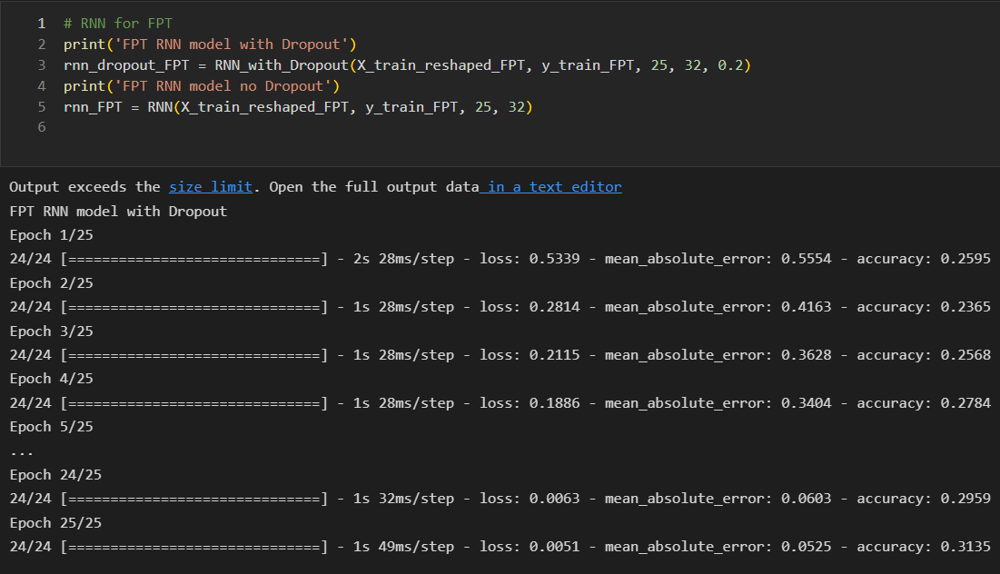 1 # RNN for FPT
2 print('FPT RNN model with Dropout')
3 rnn_dropout_FPT = RNN_with_Dropout(X_train_reshaped_FPT, y_train_FPT, 25, 32, 0.2)
4 print('FPT RNN model no Dropout')
5 rnn_FPT = RNN(X_train_reshaped_FPT, y_train_FPT, 25, 32)
6
Output exceeds the size limit. Open the full output data in a text editor
FPT RNN model with Dropout
Epoch 1/25
24/24 [==============================] - 2s 28ms/step - loss: 0.5339 - mean_absolute_error: 0.5554 - accuracy: 0.2595
Epoch 2/25
24/24 [==============================] - 1s 28ms/step - loss: 0.2814 - mean_absolute_error: 0.4163 - accuracy: 0.2365
Epoch 3/25
24/24 [==============================] - 1s 28ms/step - loss: 0.2115 - mean_absolute_error: 0.3628 - accuracy: 0.2568
Epoch 4/25
24/24 [==============================] - 1s 28ms/step - loss: 0.1886 - mean_absolute_error: 0.3404 - accuracy: 0.2784
Epoch 5/25
...
Epoch 24/25
24/24 [==============================] - 1s 32ms/step - loss: 0.0063 - mean_absolute_error: 0.0603 - accuracy: 0.2959
Epoch 25/25
24/24 [==============================] - 1s 49ms/step - loss: 0.0051 - mean_absolute_error: 0.0525 - accuracy: 0.3135